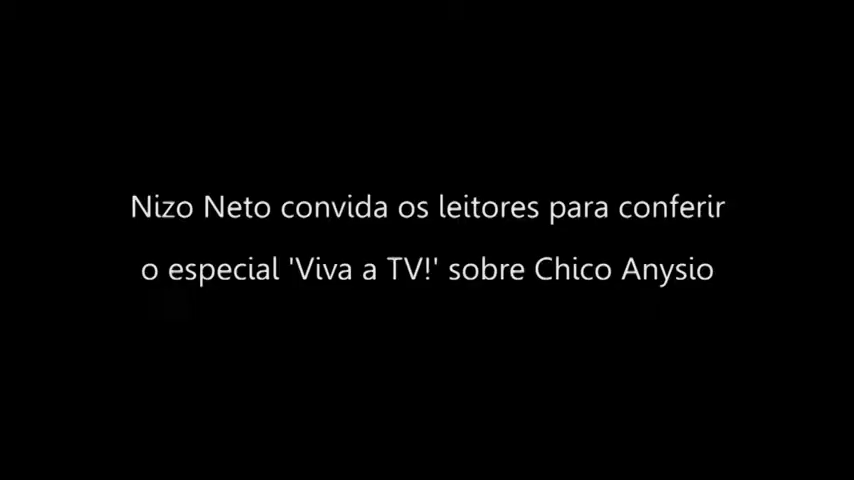 Nizo Neto convida os leitores para conferir
o especial 'Viva a TV!' sobre Chico Anysio